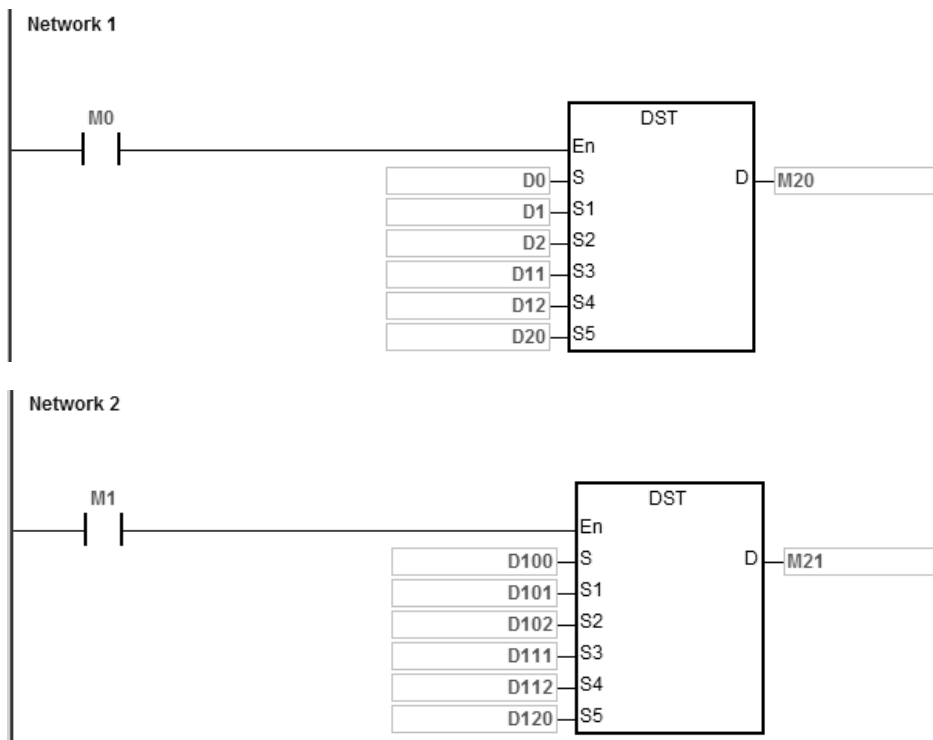 Network 1
M0
DST
En
D0 S D M20
D1 S1
D2 S2
D11 S3
D12 S4
D20 S5
Network 2
M1
DST
En
D100 S D M21
D101 S1
D102 S2
D111 S3
D112 S4
D120 S5